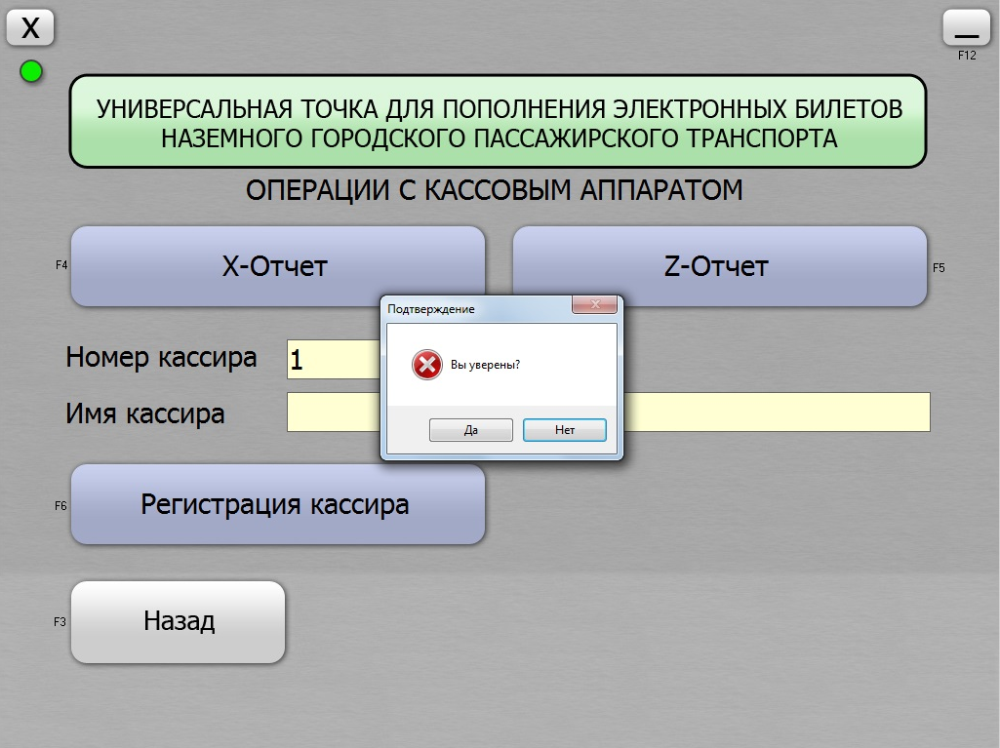 X
F12
УНИВЕРСАЛЬНАЯ ТОЧКА ДЛЯ ПОПОЛНЕНИЯ ЭЛЕКТРОННЫХ БИЛЕТОВ
НАЗЕМНОГО ГОРОДСКОГО ПАССАЖИРСКОГО ТРАНСПОРТА
ОПЕРАЦИИ С КАССОВЫМ АППАРАТОМ
F4 X-Отчет Z-Отчет F5
Подтверждение
Вы уверены?
Да Нет
Номер кассира 1
Имя кассира
F6 Регистрация кассира
F3 Назад